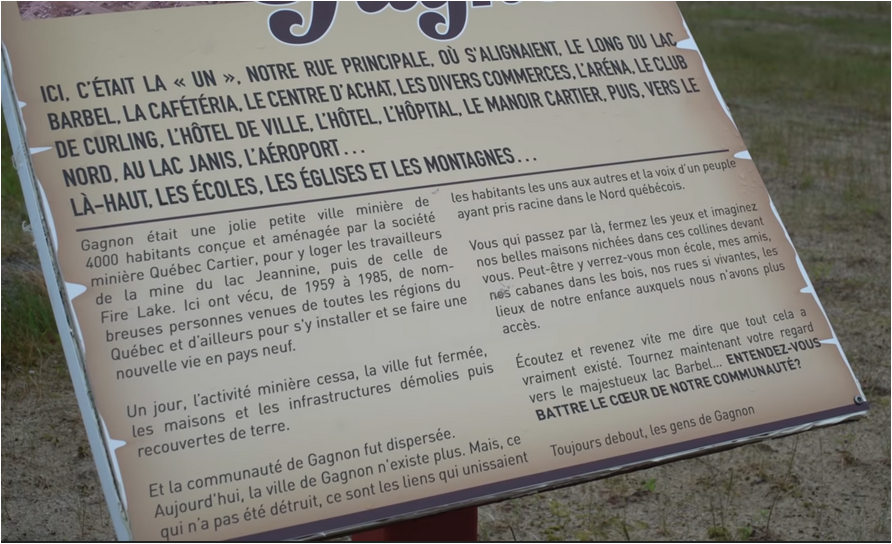 ICI, C'ÉTAIT LA « UN », NOTRE RUE PRINCIPALE, OÙ S'ALIGNAIENT, LE LONG DU LAC
BARBEL, LA CAFÉTÉRIA, LE CENTRE D'ACHAT, LES DIVERS COMMERCES, L'ARÉNA, LE CLUB
DE CURLING, L'HÔTEL DE VILLE, L'HÔTEL, L'HÔPITAL, LE MANOIR CARTIER, PUIS, VERS LE
NORD, AU LAC JANIS, L'AÉROPORT...
LÀ-HAUT, LES ÉCOLES, LES ÉGLISES ET LES MONTAGNES...
Gagnon était une jolie petite ville minière de
4000 habitants conçue et aménagée par la société
minière Québec Cartier, pour y loger les travailleurs
de la mine du lac Jeannine, puis de celle de
Fire Lake. Ici ont vécu, de 1959 à 1985, de nom-
breuses personnes venues de toutes les régions du
Québec et d'ailleurs pour s'y installer et se faire une
nouvelle vie en pays neuf.
Un jour, l'activité minière cessa, la ville fut fermée,
les maisons et les infrastructures démolies puis
recouvertes de terre.
Et la communauté de Gagnon fut dispersée.
Aujourd'hui, la ville de Gagnon n'existe plus. Mais, ce
qui n'a pas été détruit, ce sont les liens qui unissaient
les habitants les uns aux autres et la voix d'un peuple
ayant pris racine dans le Nord québécois.
Vous qui passez par là, fermez les yeux et imaginez
nos belles maisons nichées dans ces collines devant
vous. Peut-être y verrez-vous mon école, mes amis,
nos cabanes dans les bois, nos rues si vivantes, les
lieux de notre enfance auxquels nous n'avons plus
accès.
Écoutez et revenez vite me dire que tout cela a
vraiment existé. Tournez maintenant votre regard
vers le majestueux lac Barbel... ENTENDEZ-VOUS
BATTRE LE CŒUR DE NOTRE COMMUNAUTÉ?
Toujours debout, les gens de Gagnon